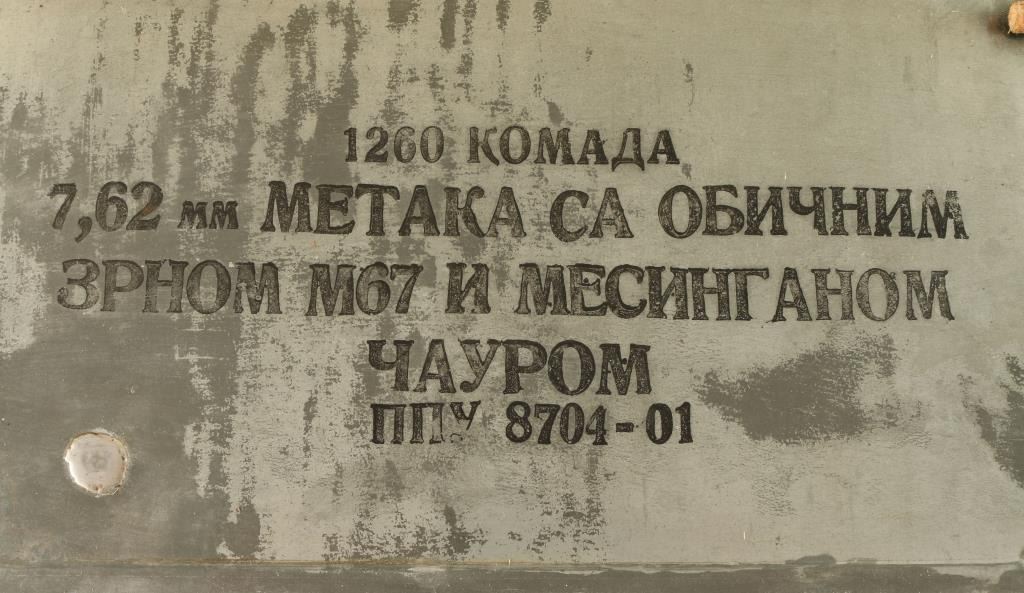 1260 КОМАДА
7,62 мм МЕТАКА СА ОБИЧНИМ
ЗРНОМ М67 И МЕСИНГАНОМ
ЧАУРОМ
ППУ 8704-01